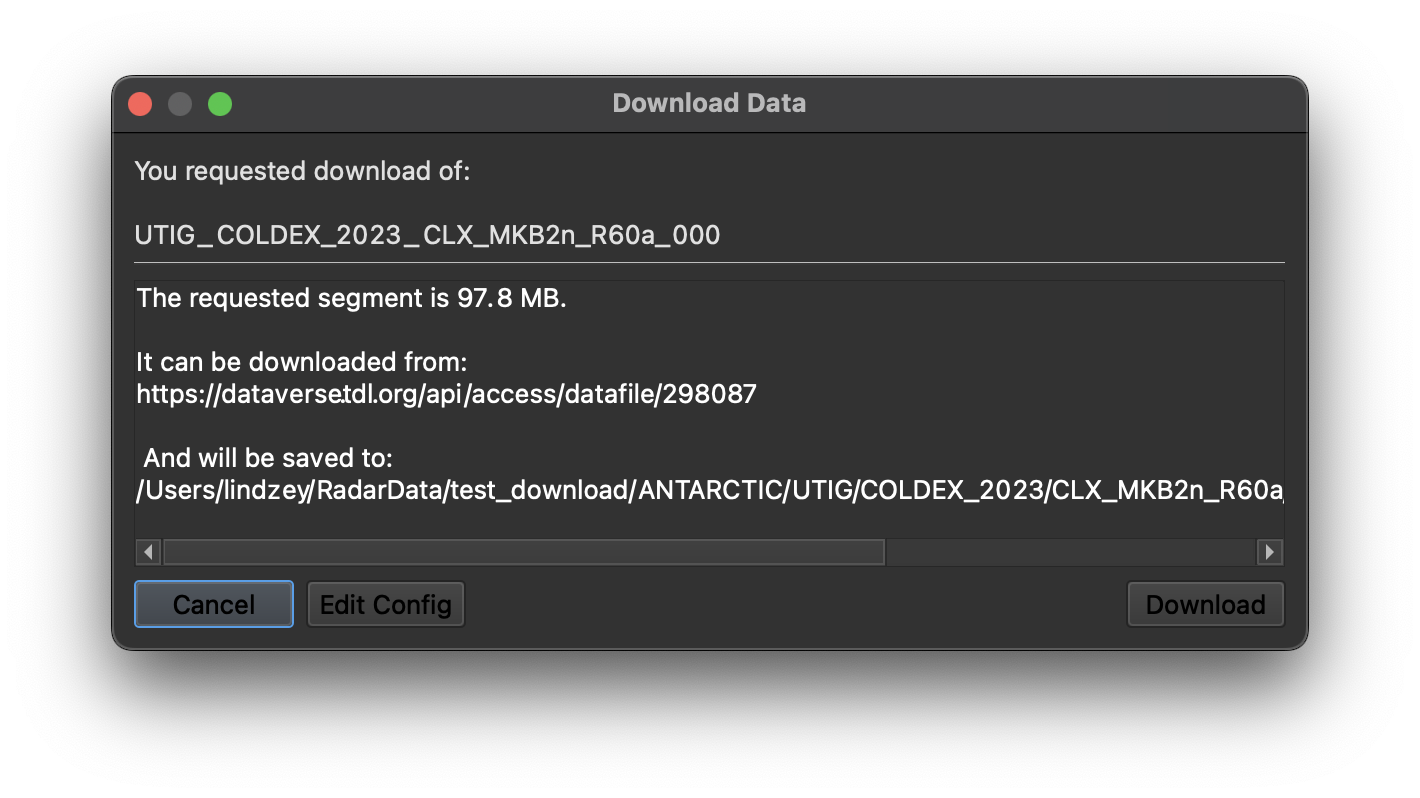 Download Data
You requested download of:
UTIG_COLDEX_2023_CLX_MKB2n_R60a_000
The requested segment is 97.8 MB.
It can be downloaded from:
https://dataverse.tdl.org/api/access/datafile/298087
And will be saved to:
/Users/lindzey/RadarData/test_download/ANTARCTIC/UTIG/COLDEX_2023/CLX_MKB2n_R60a_
Cancel
Edit Config
Download